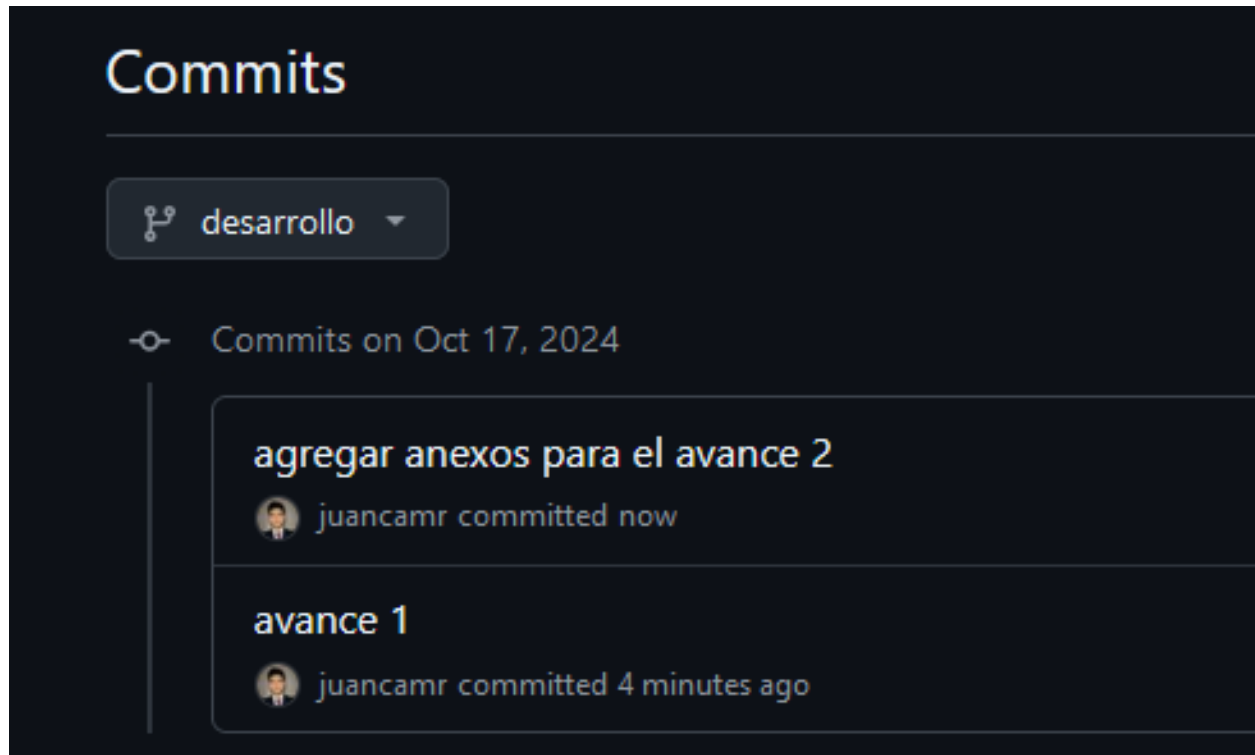 Commits
desarrollo
Commits on Oct 17, 2024
agregar anexos para el avance 2
juancamr committed now
avance 1
juancamr committed 4 minutes ago